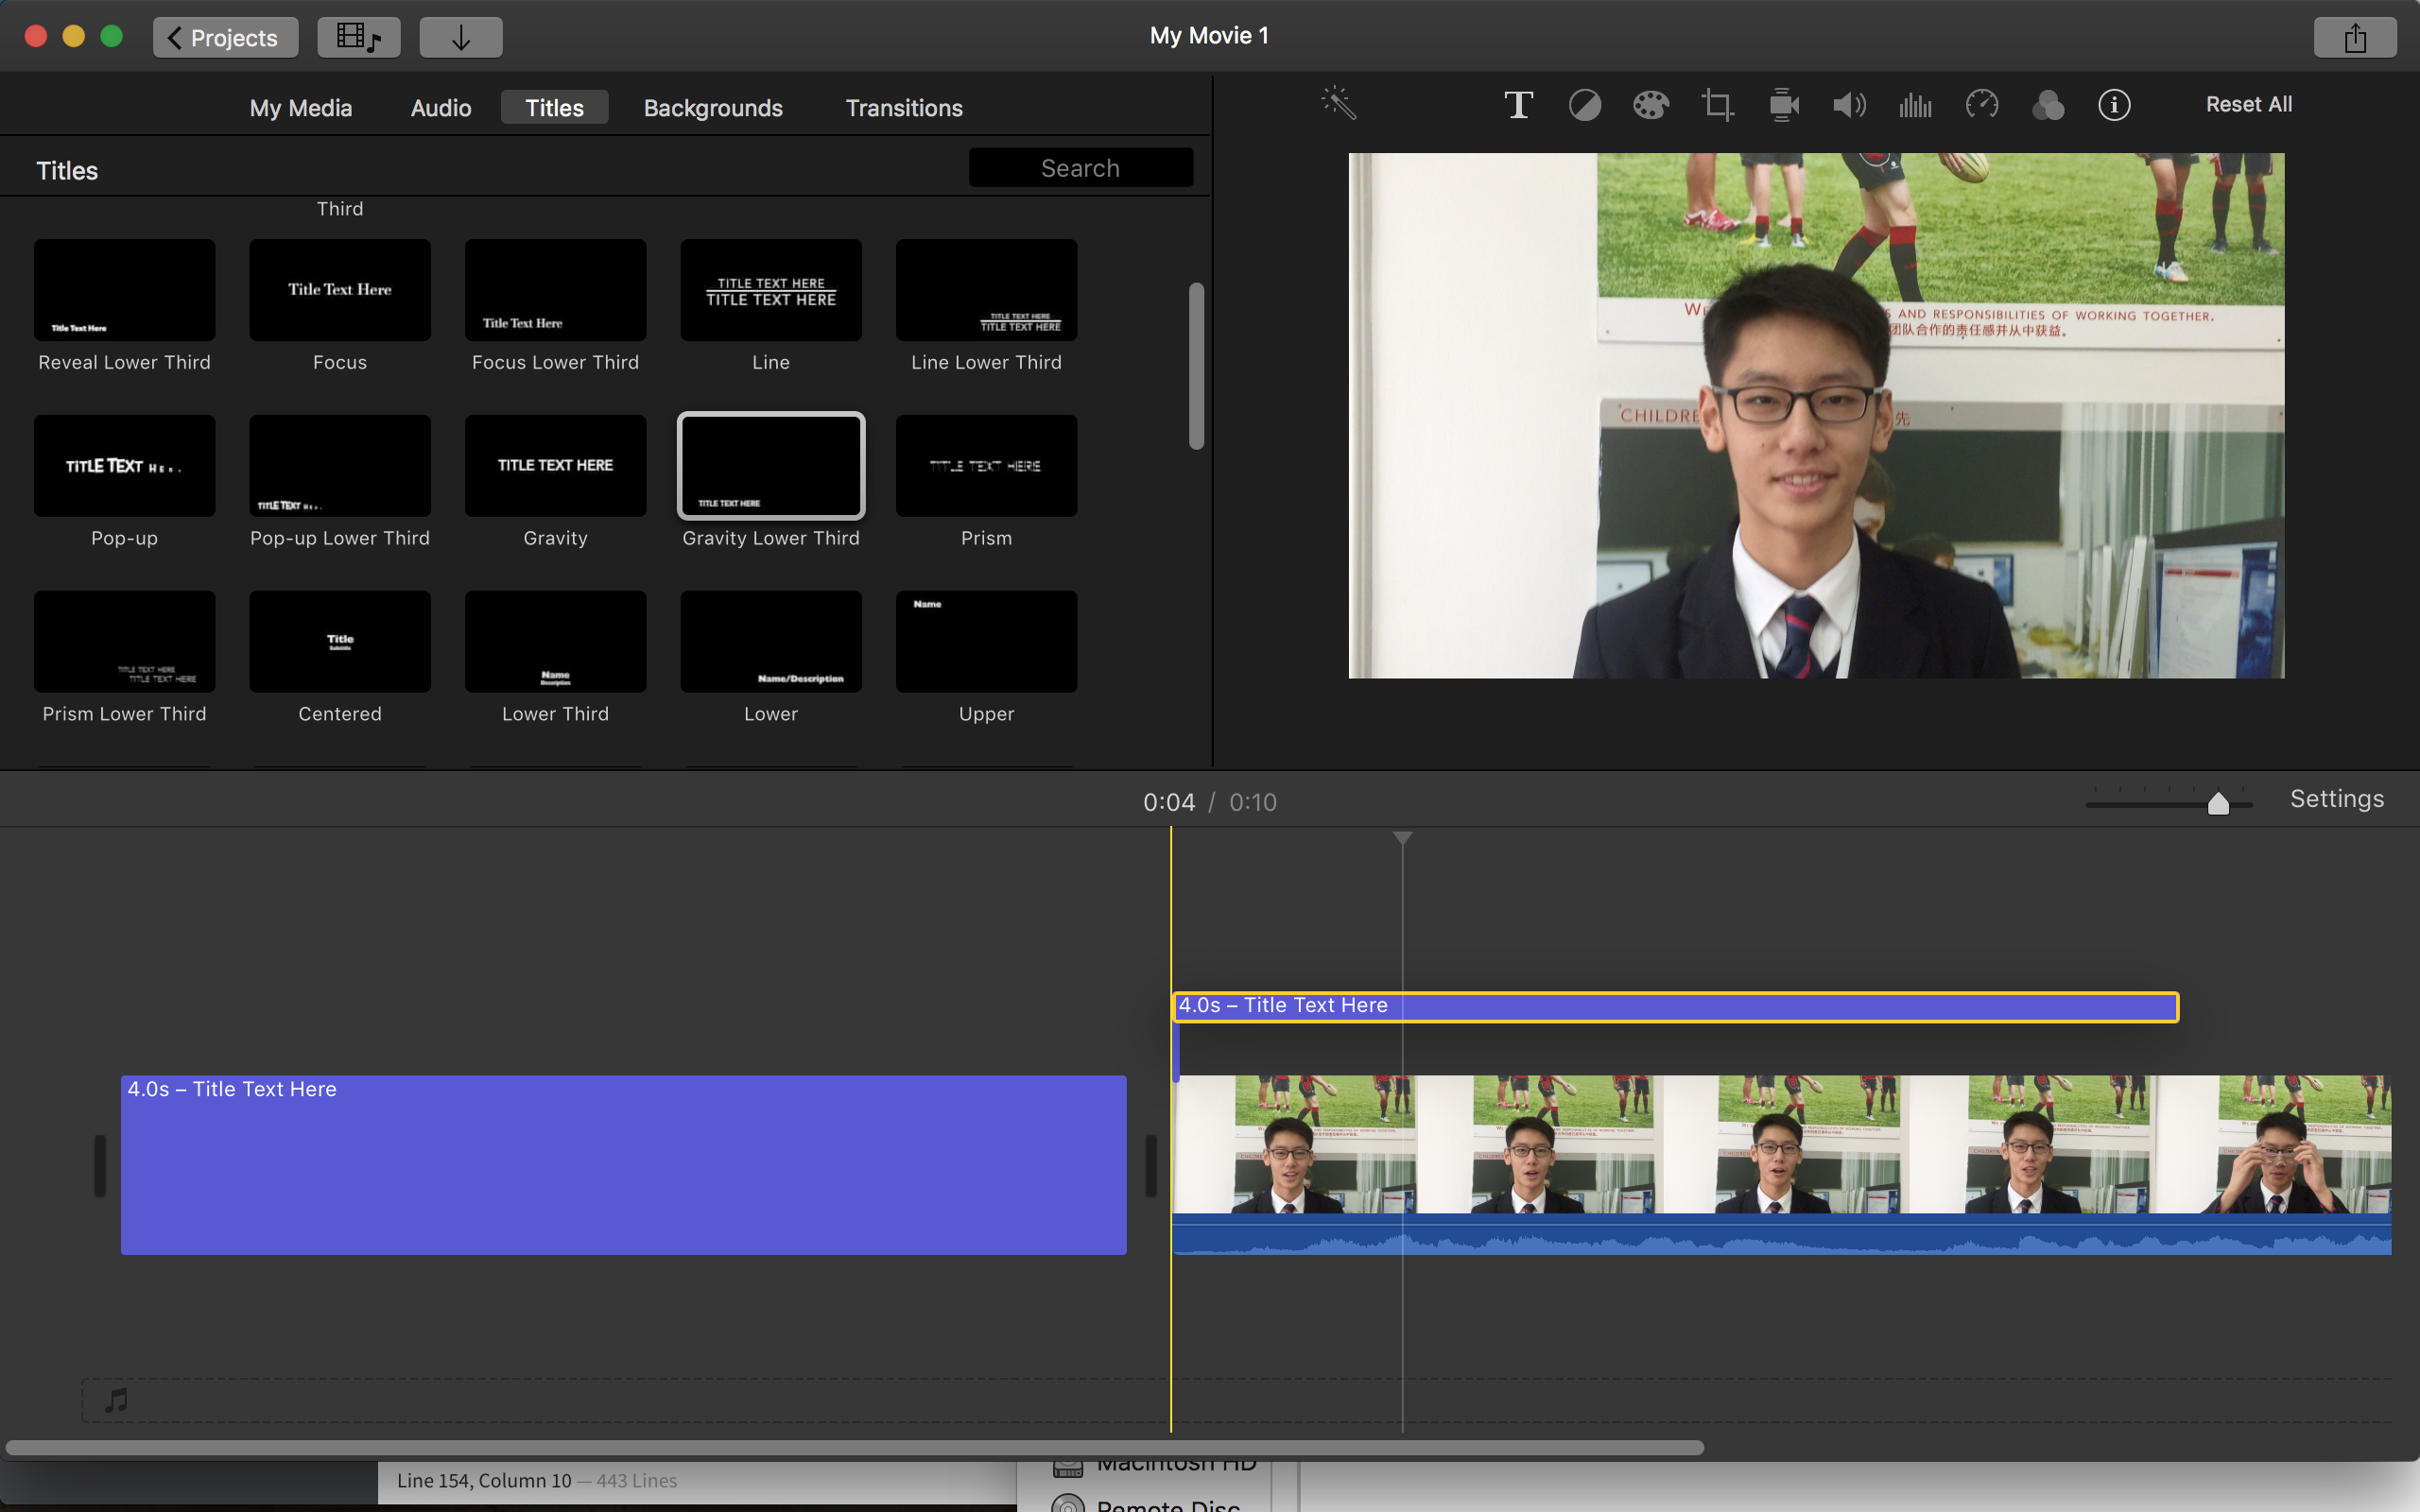 Projects
My Movie 1
My Media
Audio
Titles
Backgrounds
Transitions
Reset All
Titles
Search
Third
Title Text Here
Title Text Here
Title Text Here
TITLE TEXT HERE
TITLE TEXT HERE
TITLE TEXT HERE
TITLE TEXT HERE
Reveal Lower Third
Focus
Focus Lower Third
Line
Line Lower Third
TITLE TEXT HE..
TITLE TEXT
TITLE TEXT HERE
TITLE TEXT HERE
TITLE TEXT HERE
Pop-up
Pop-up Lower Third
Gravity
Gravity Lower Third
Prism
TITLE TEXT HERE
TITLE TEXT HERE
Title
Subtitle
Name
Description
Name/Description
Name
Prism Lower Third
Centered
Lower Third
Lower
Upper
AND RESPONSIBILITIES OF WORKING TOGETHER.
团队合作的责任感并从中获益。
CHILDRE
先
0:04 / 0:10
Settings
4.0s – Title Text Here
4.0s – Title Text Here
Line 154, Column 10 — 443 Lines
Macintosh HD
Remote Disc